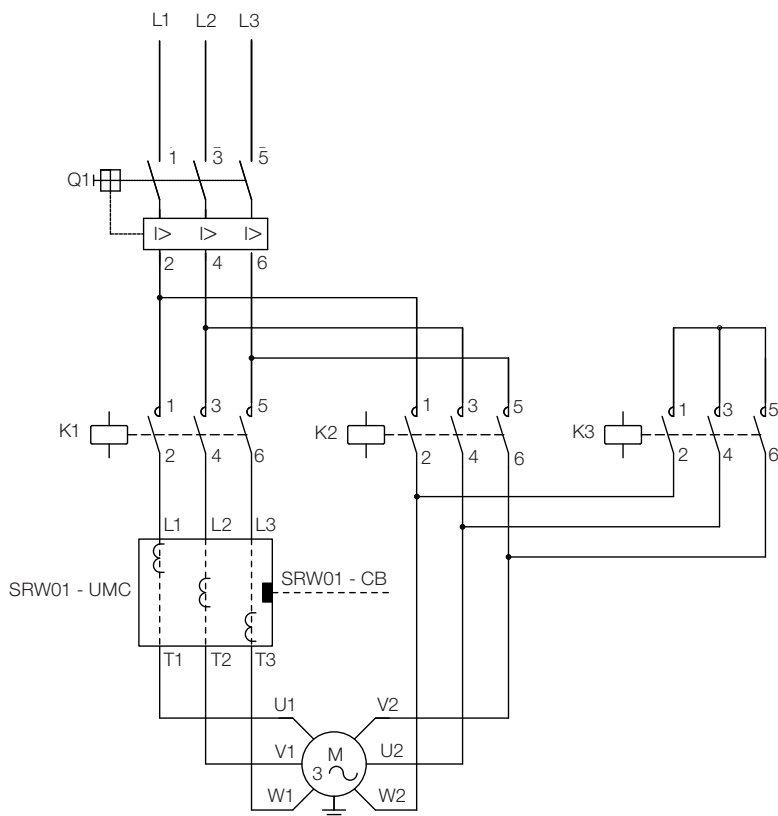 L1 L2 L3
1 3 5
Q1
I> I> I>
2 4 6
1 3 5 1 3 5 1 3 5
K1 K2 K3
2 4 6 2 4 6 2 4 6
L1 L2 L3
SRW01 - UMC SRW01 - CB
T1 T2 T3
U1 V2
V1 M U2
3
W1 W2